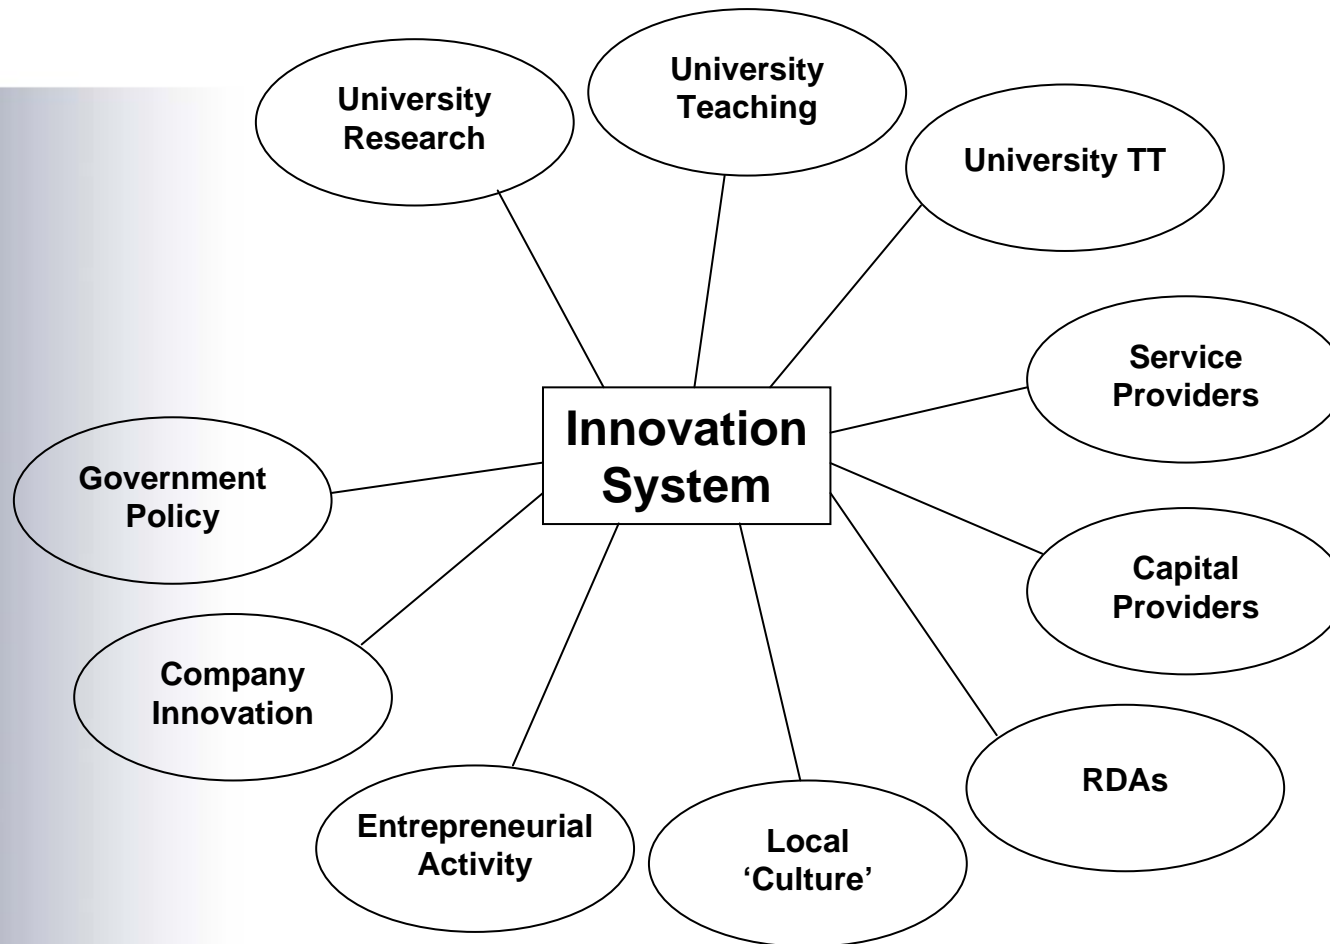 University
Research
University
Teaching
University TT
Service
Providers
Innovation
System
Government
Policy
Capital
Providers
Company
Innovation
RDAs
Entrepreneurial
Activity
Local
‘Culture’